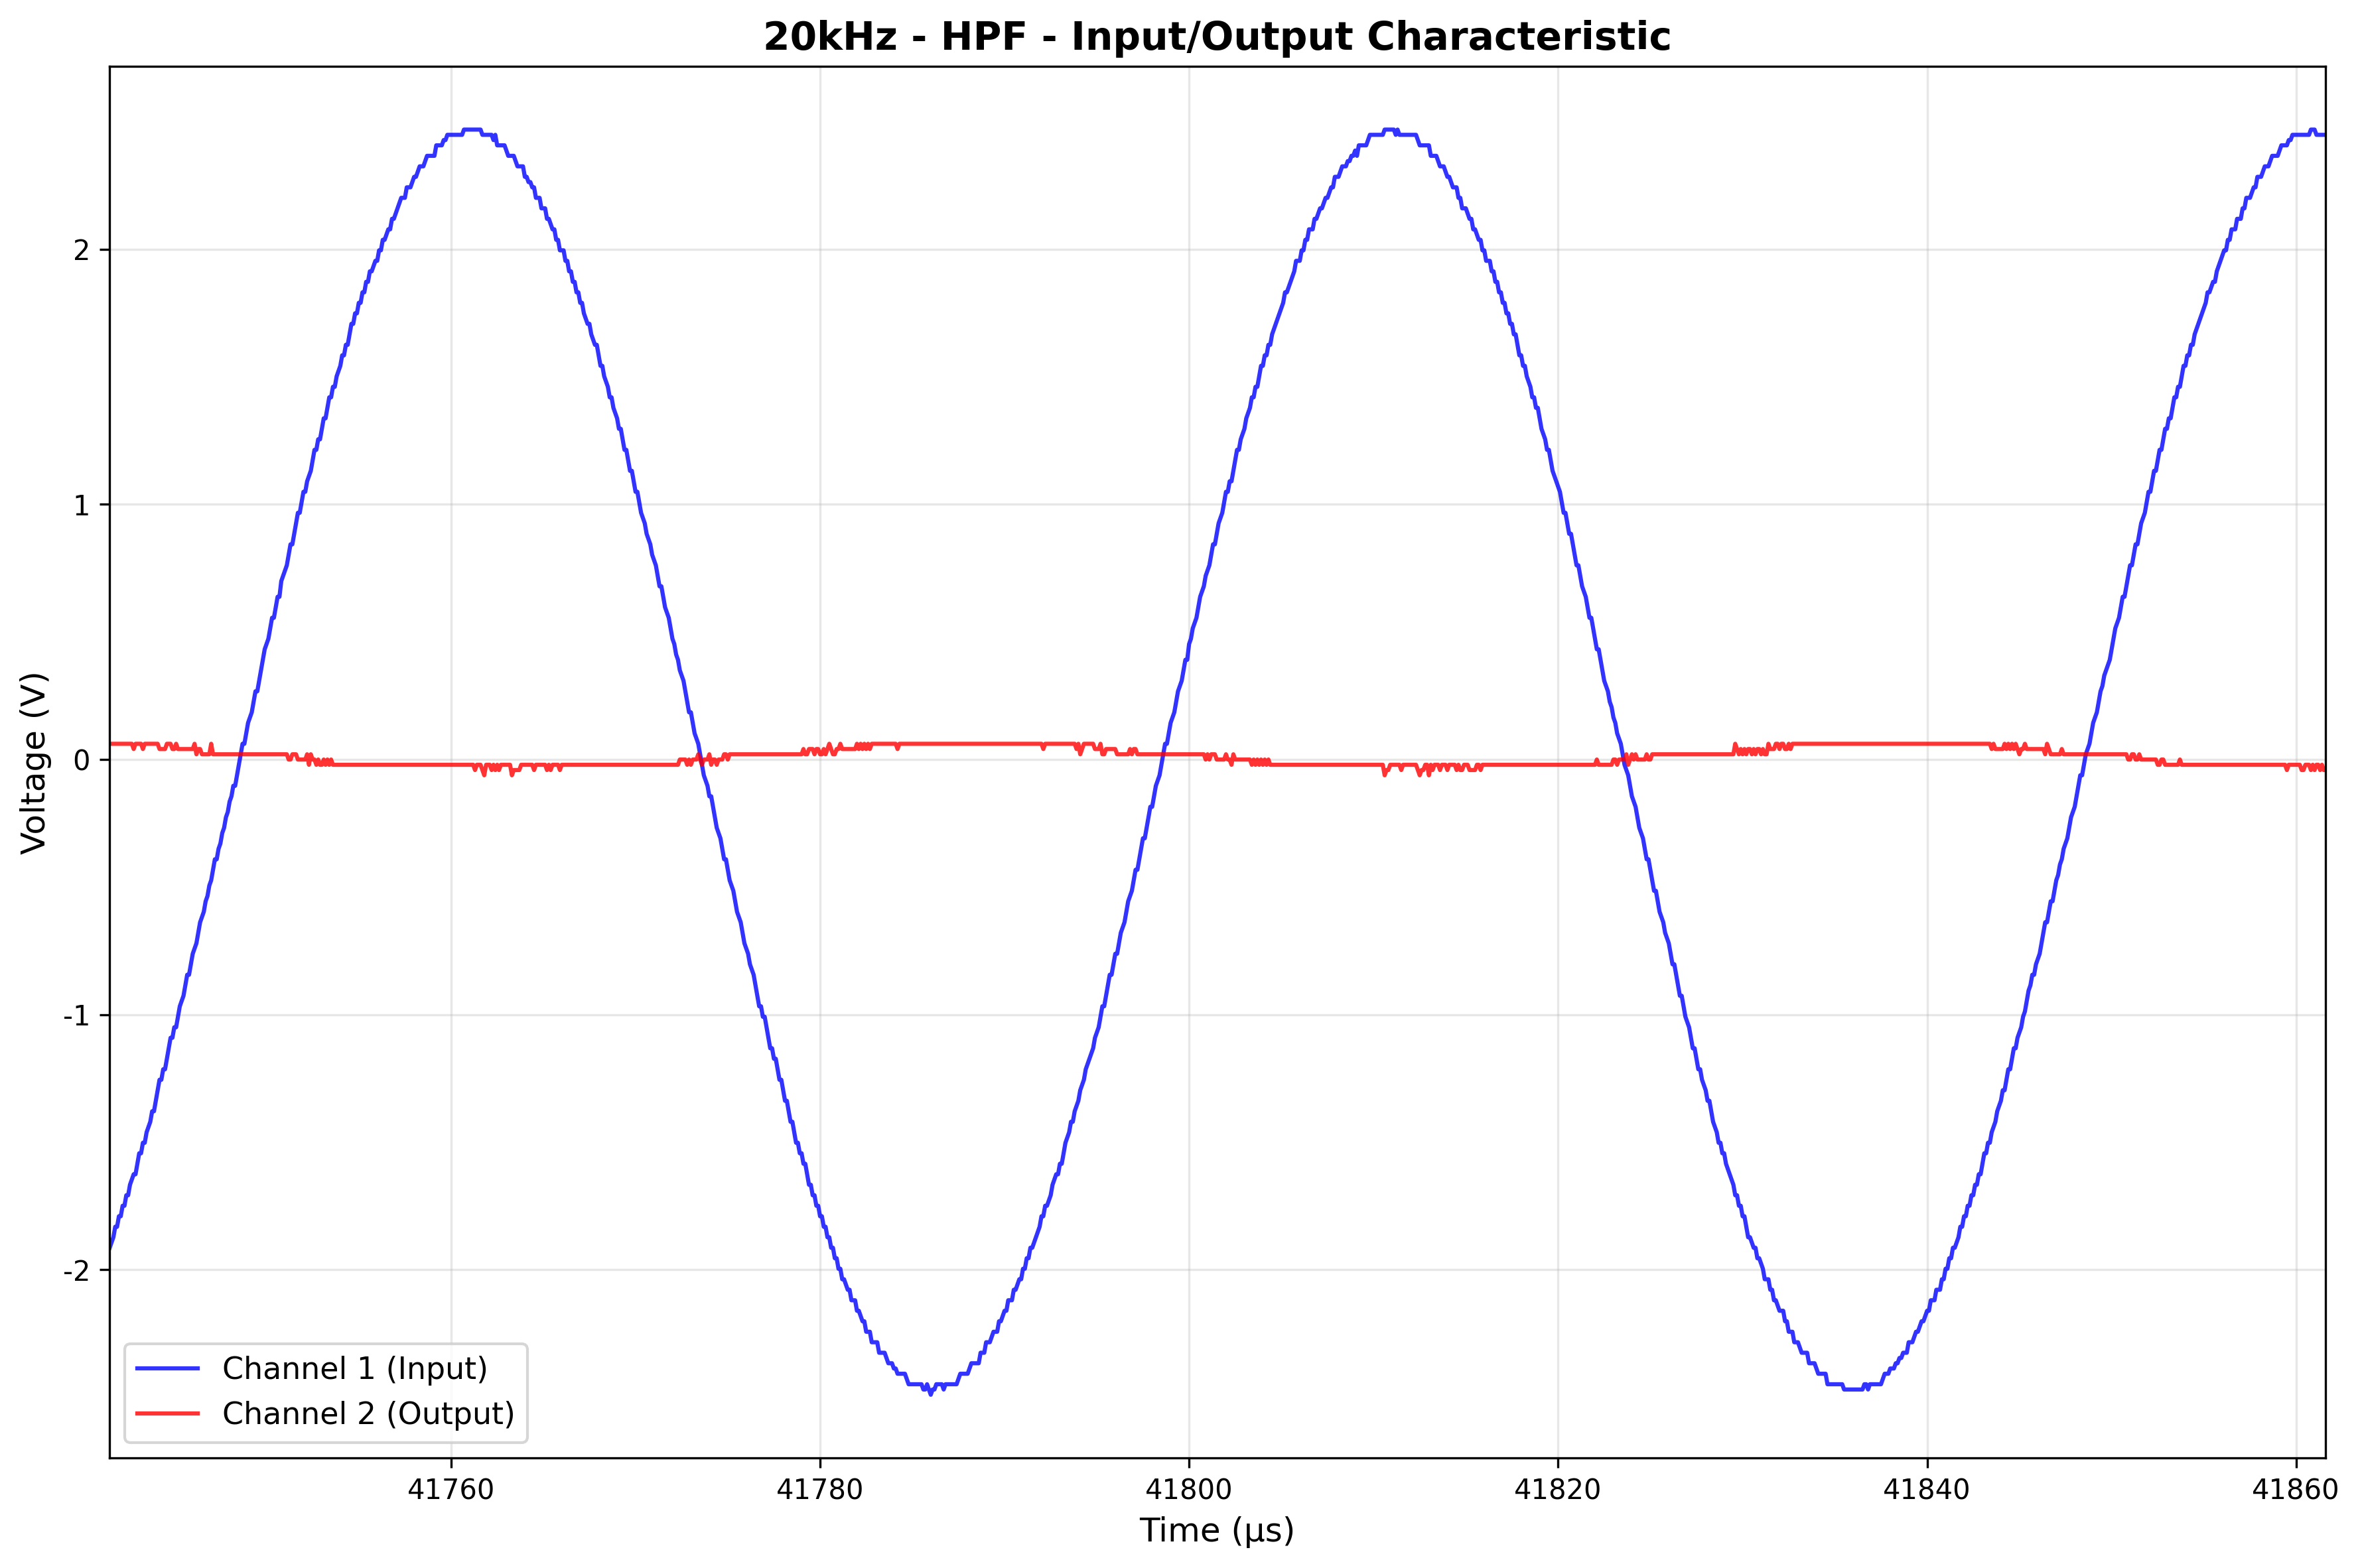 20kHz - HPF - Input/Output Characteristic
Voltage (V)
2
1
0
-1
-2
Channel 1 (Input)
Channel 2 (Output)
41760 41780 41800 41820 41840 41860
Time (µs)